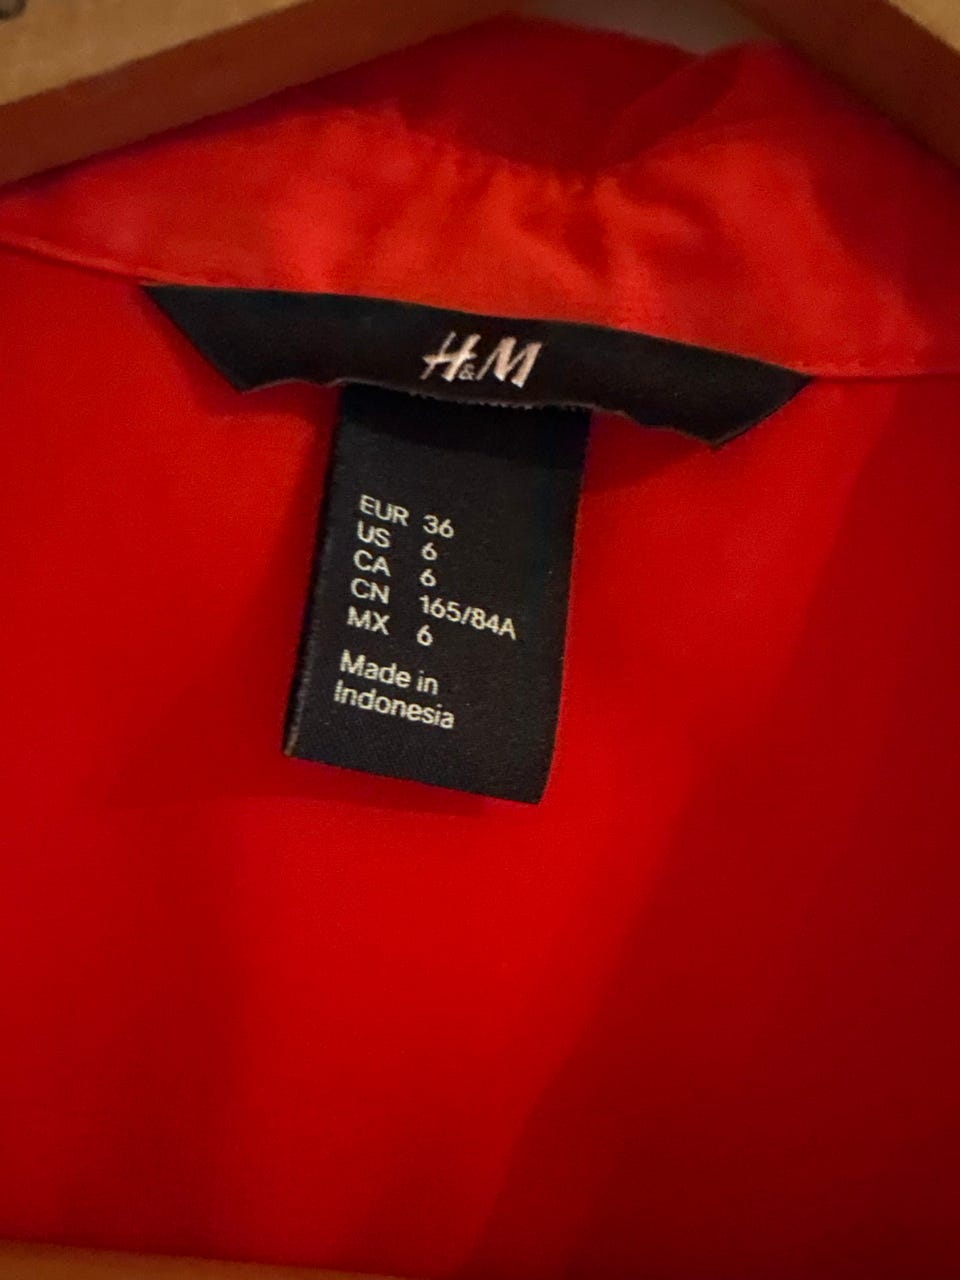 H&M
EUR 36
US 6
CA 6
CN 165/84A
MX 6
Made in
Indonesia